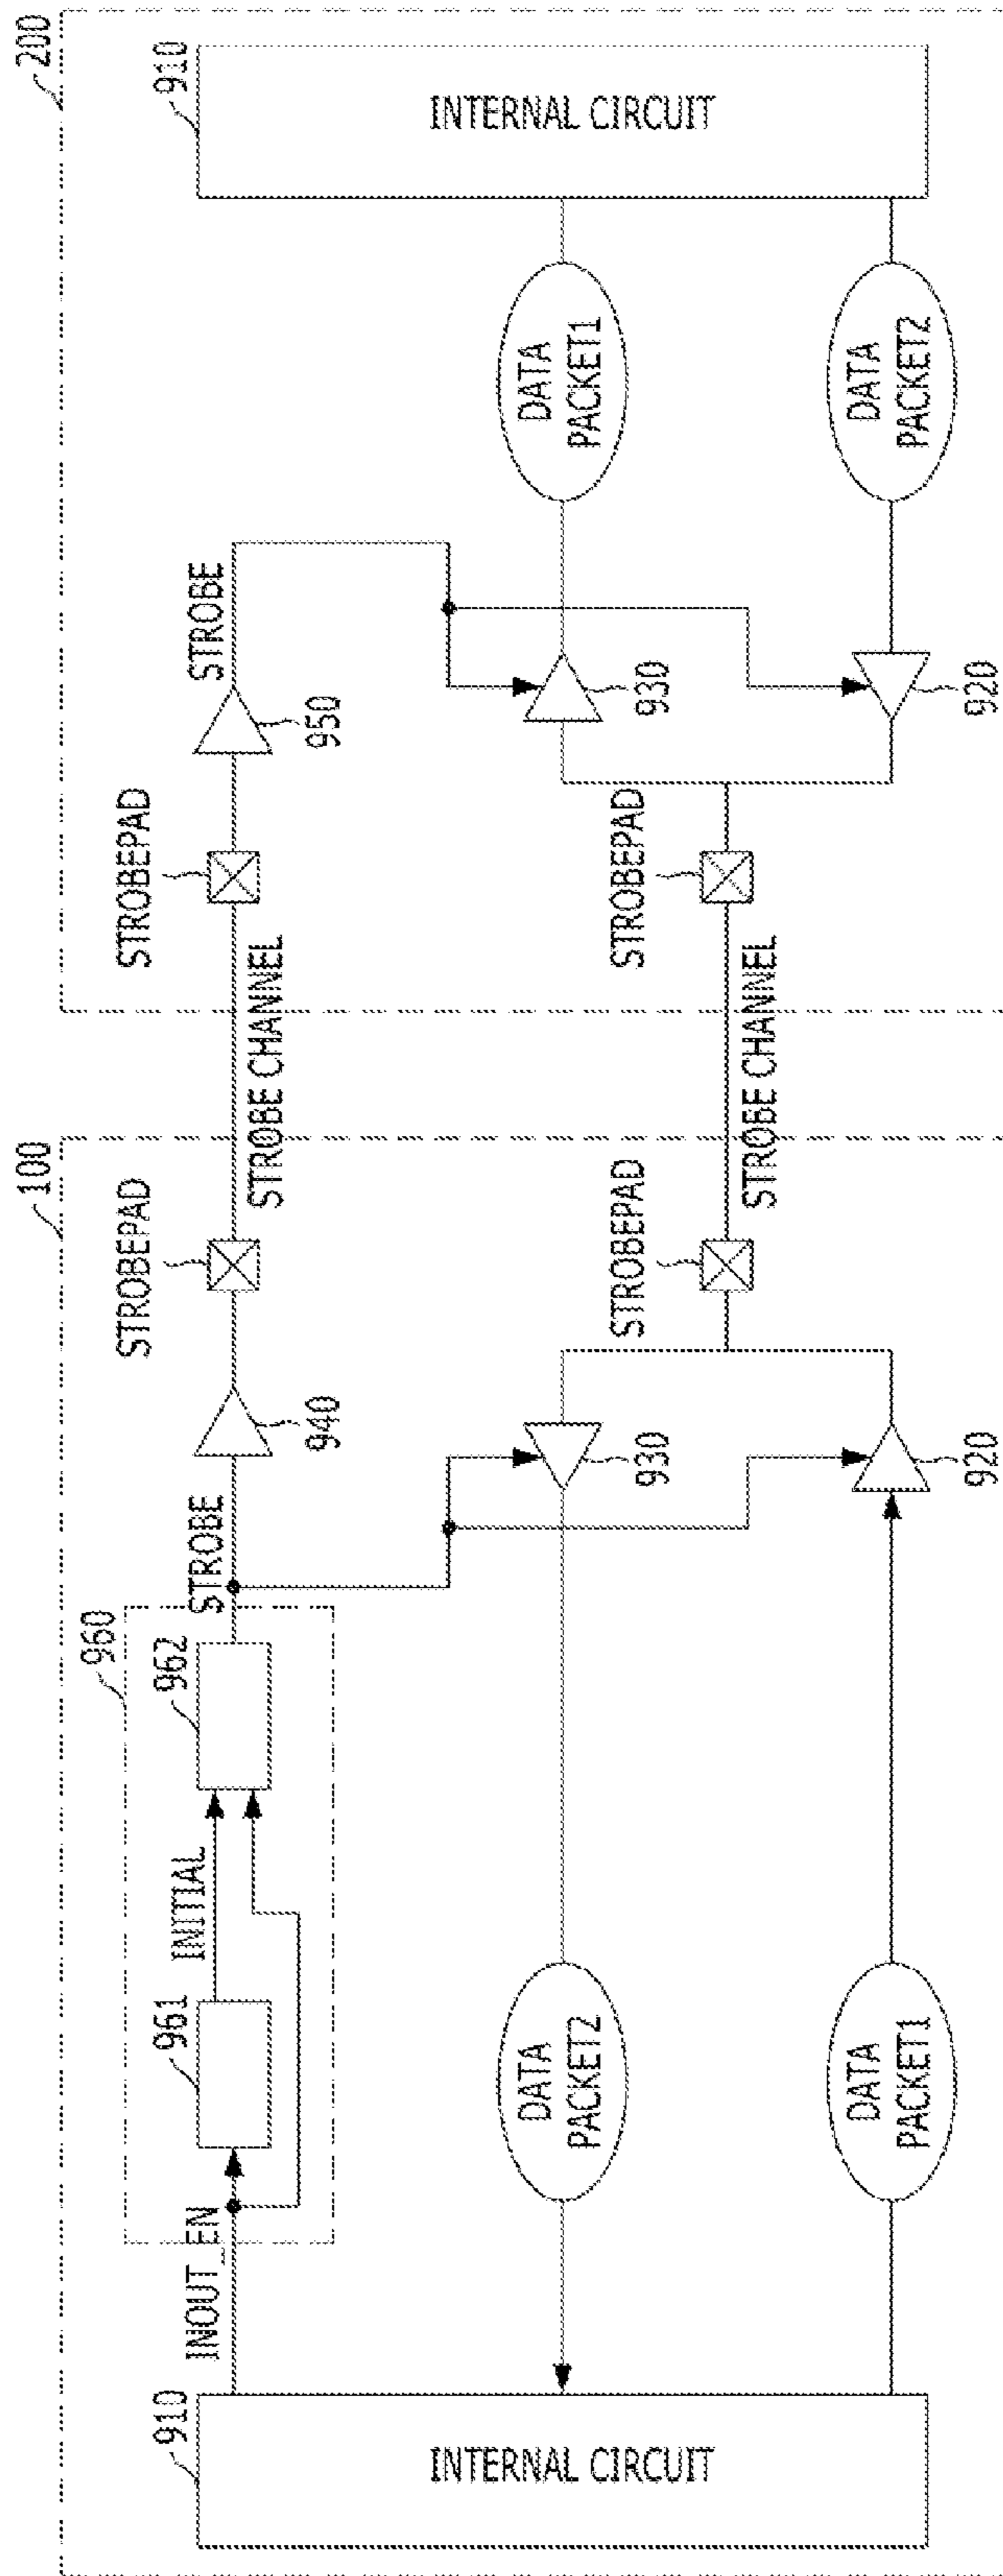 100
200
910
INTERNAL CIRCUIT
INOUT_EN
960
961
INITIAL
962
STROBE
940
STROBEPAD
STROBE CHANNEL
STROBEPAD
950
STROBE
DATA
PACKET2
930
STROBEPAD
STROBE CHANNEL
STROBEPAD
930
DATA
PACKET1
DATA
PACKET1
920
920
DATA
PACKET2
910
INTERNAL CIRCUIT